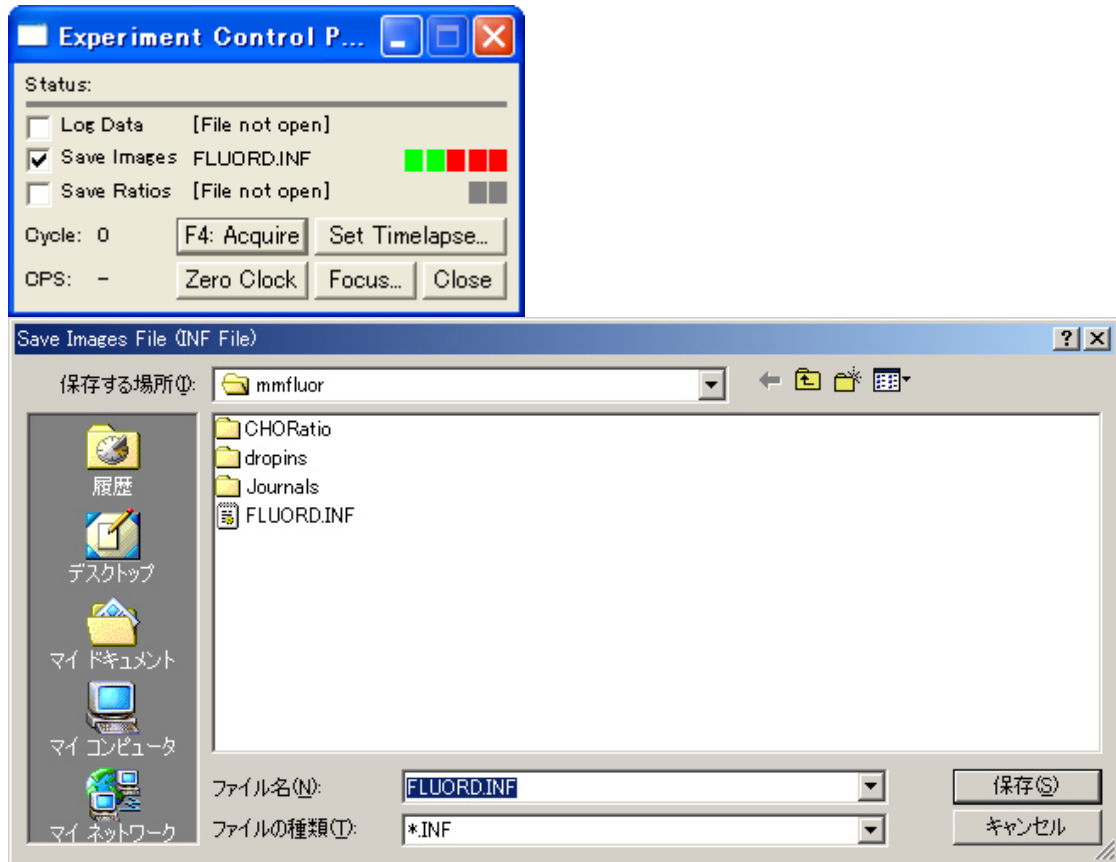 Experiment Control P...
Status:
Log Data [File not open]
Save Images FLUORD.INF
Save Ratios [File not open]
Cycle: 0 F4: Acquire Set Timelapse...
CPS: - Zero Clock Focus... Close
Save Images File (INF File)
保存する場所(I): mmfluor
履歴
デスクトップ
マイ ドキュメント
マイ コンピュータ
マイ ネットワーク
CHORatio
dropins
Journals
FLUORD.INF
ファイル名(N): FLUORD.INF 保存(S)
ファイルの種類(T): *.INF キャンセル